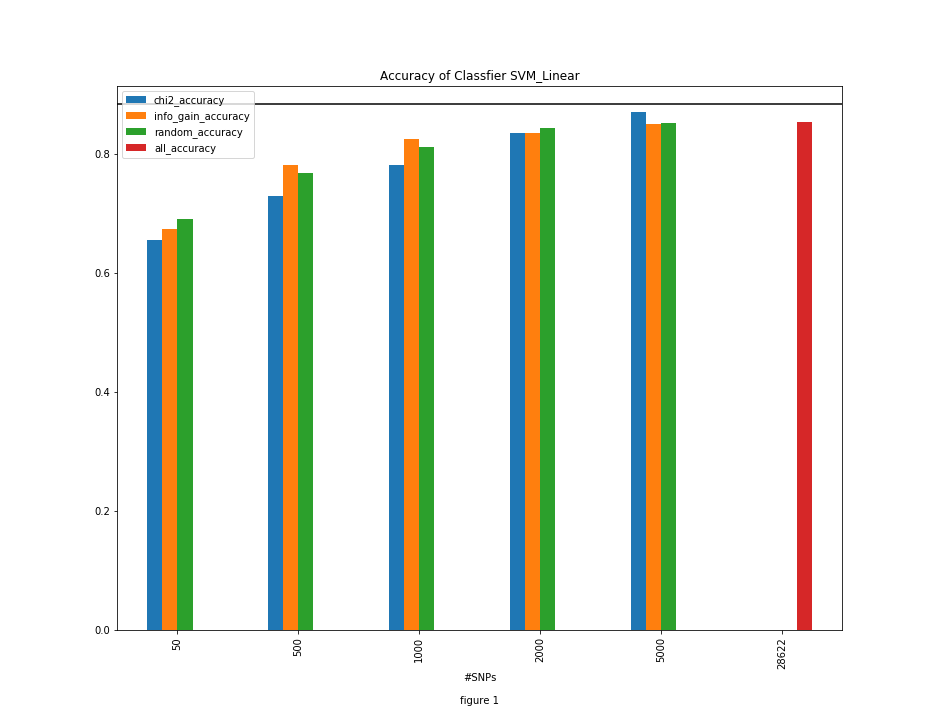 Accuracy of Classfier SVM_Linear
chi2_accuracy
info_gain_accuracy
random_accuracy
all_accuracy
0.8
0.6
0.4
0.2
0.0
50
500
1000
2000
5000
28622
#SNPs
figure 1